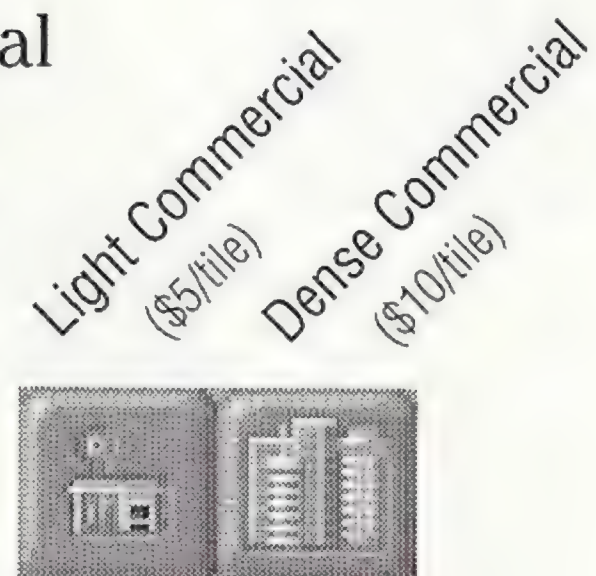 al
Light Commercial
($5/tile)
Dense Commercial
($10/tile)